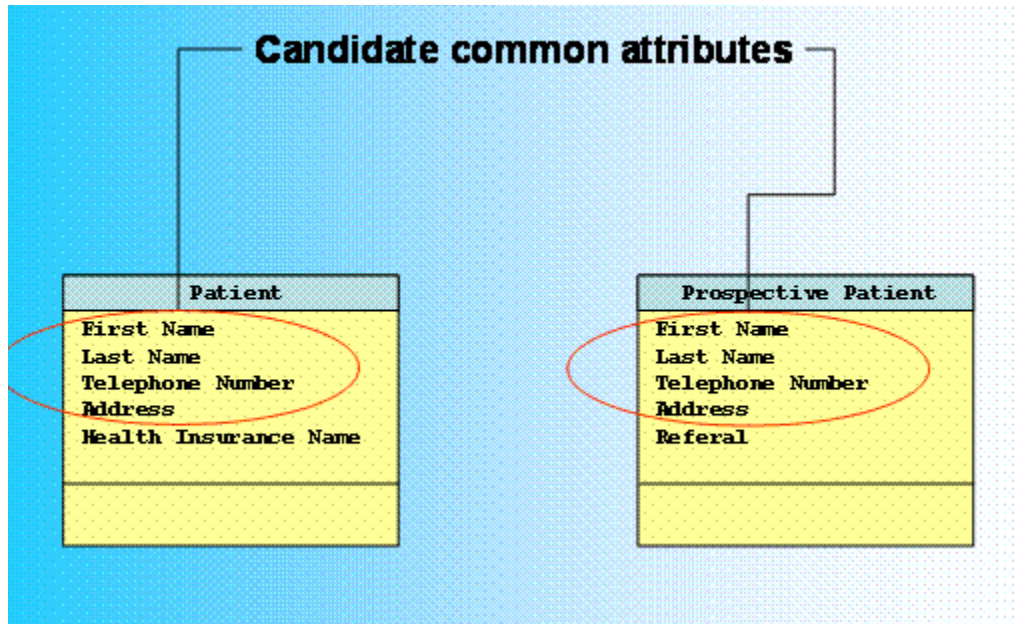 Candidate common attributes
Patient
First Name
Last Name
Telephone Number
Address
Health Insurance Name
Prospective Patient
First Name
Last Name
Telephone Number
Address
Referal